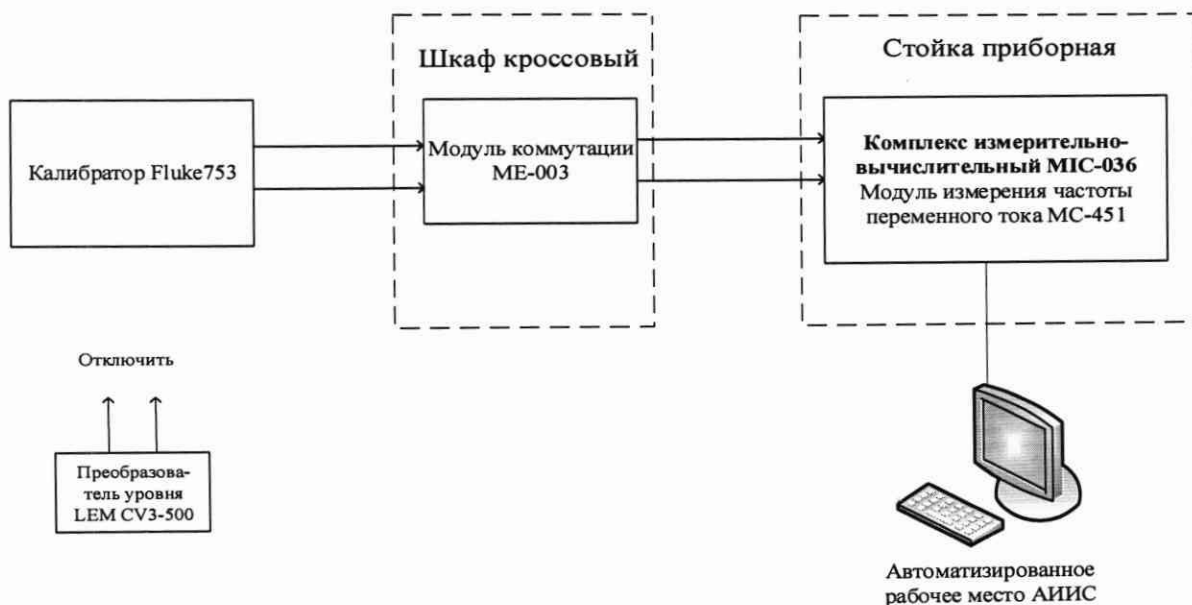 Шкаф кроссовый
Стойка приборная
Калибратор Fluke753
Модуль коммутации
ME-003
Комплекс измерительно-
вычислительный MIC-036
Модуль измерения частоты
переменного тока МС-451
Отключить
Преобразова-
тель уровня
LEM CV3-500
Автоматизированное
рабочее место АИИС